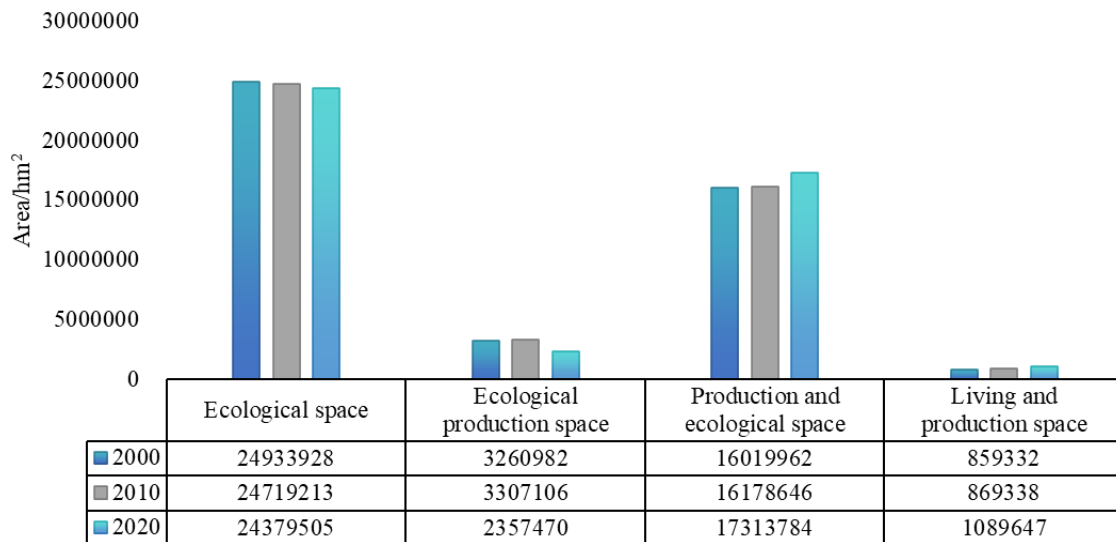 30000000
25000000
20000000
15000000
10000000
5000000
0
Area/hm²
Ecological space
Ecological production space
Production and ecological space
Living and production space
2000 24933928 3260982 16019962 859332
2010 24719213 3307106 16178646 869338
2020 24379505 2357470 17313784 1089647